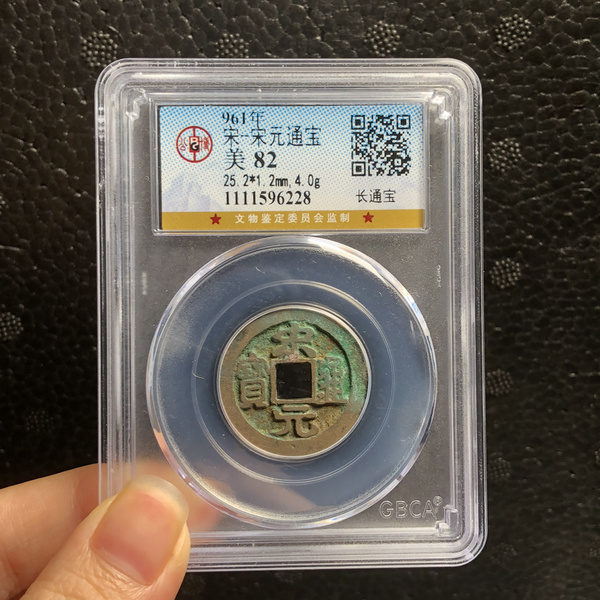 961年
宋-宋元通宝
美 82
25.2*1.2mm,4.0g
1111596228
长通宝
★ 文物鉴定委员会监制 ★
宋
寶 通
元
GBCA